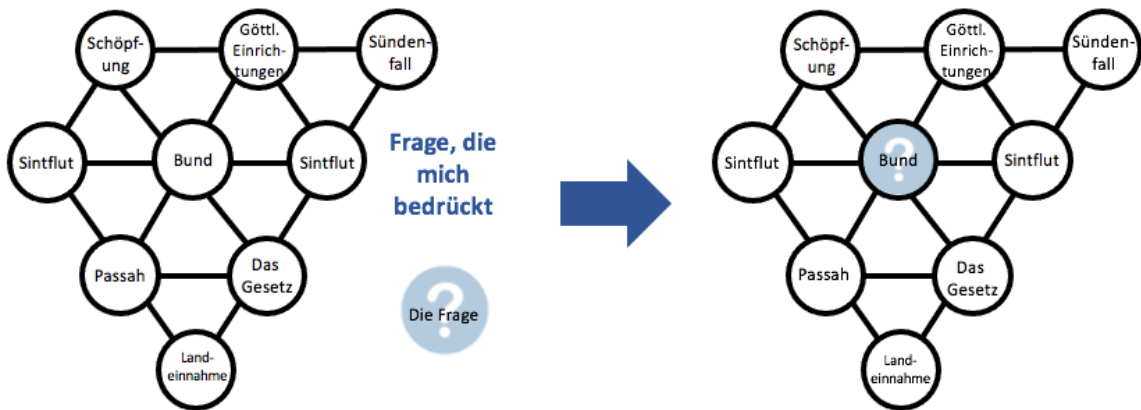 Schöpf-
ung
Göttl.
Einrich-
tungen
Sünden-
fall
Sintflut
Bund
Sintflut
Passah
Das
Gesetz
Land-
einnahme
Frage, die
mich
bedrückt
?
Die Frage
Schöpf-
ung
Göttl.
Einrich-
tungen
Sünden-
fall
Sintflut
?
Bund
Sintflut
Passah
Das
Gesetz
Land-
einnahme